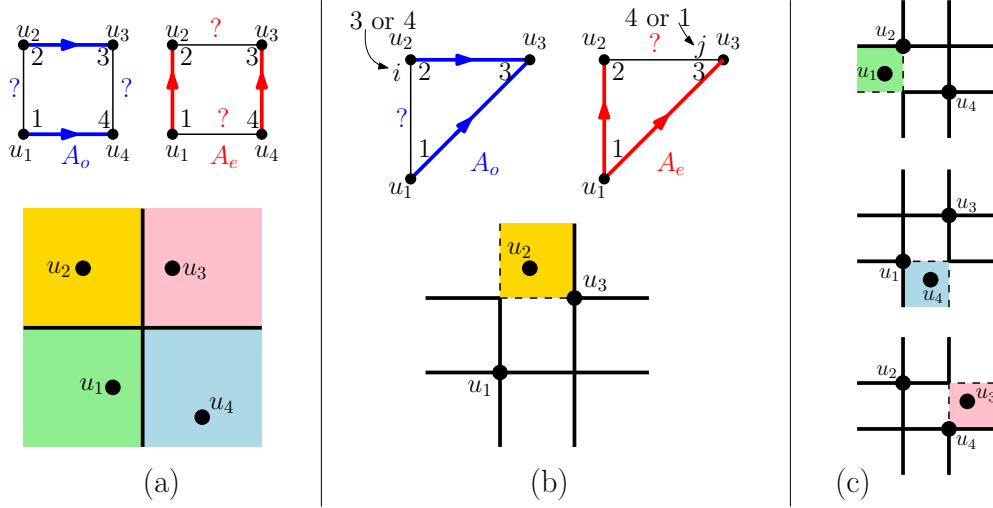 u2 u3 u2 ? u3
2 3 2 3
? ?
1 4 1 ? 4
u1 Ao u4 u1 Ae u4
u2 u3
u1 u4
(a)
3 or 4 4 or 1
u2 u3 u2 ? j u3
i 2 3 2 3
?
1 1
u1 Ao u1 Ae
u2
u3
u1
(b)
u2
u1
u4
u3
u1
u4
u2
u3
u4
(c)